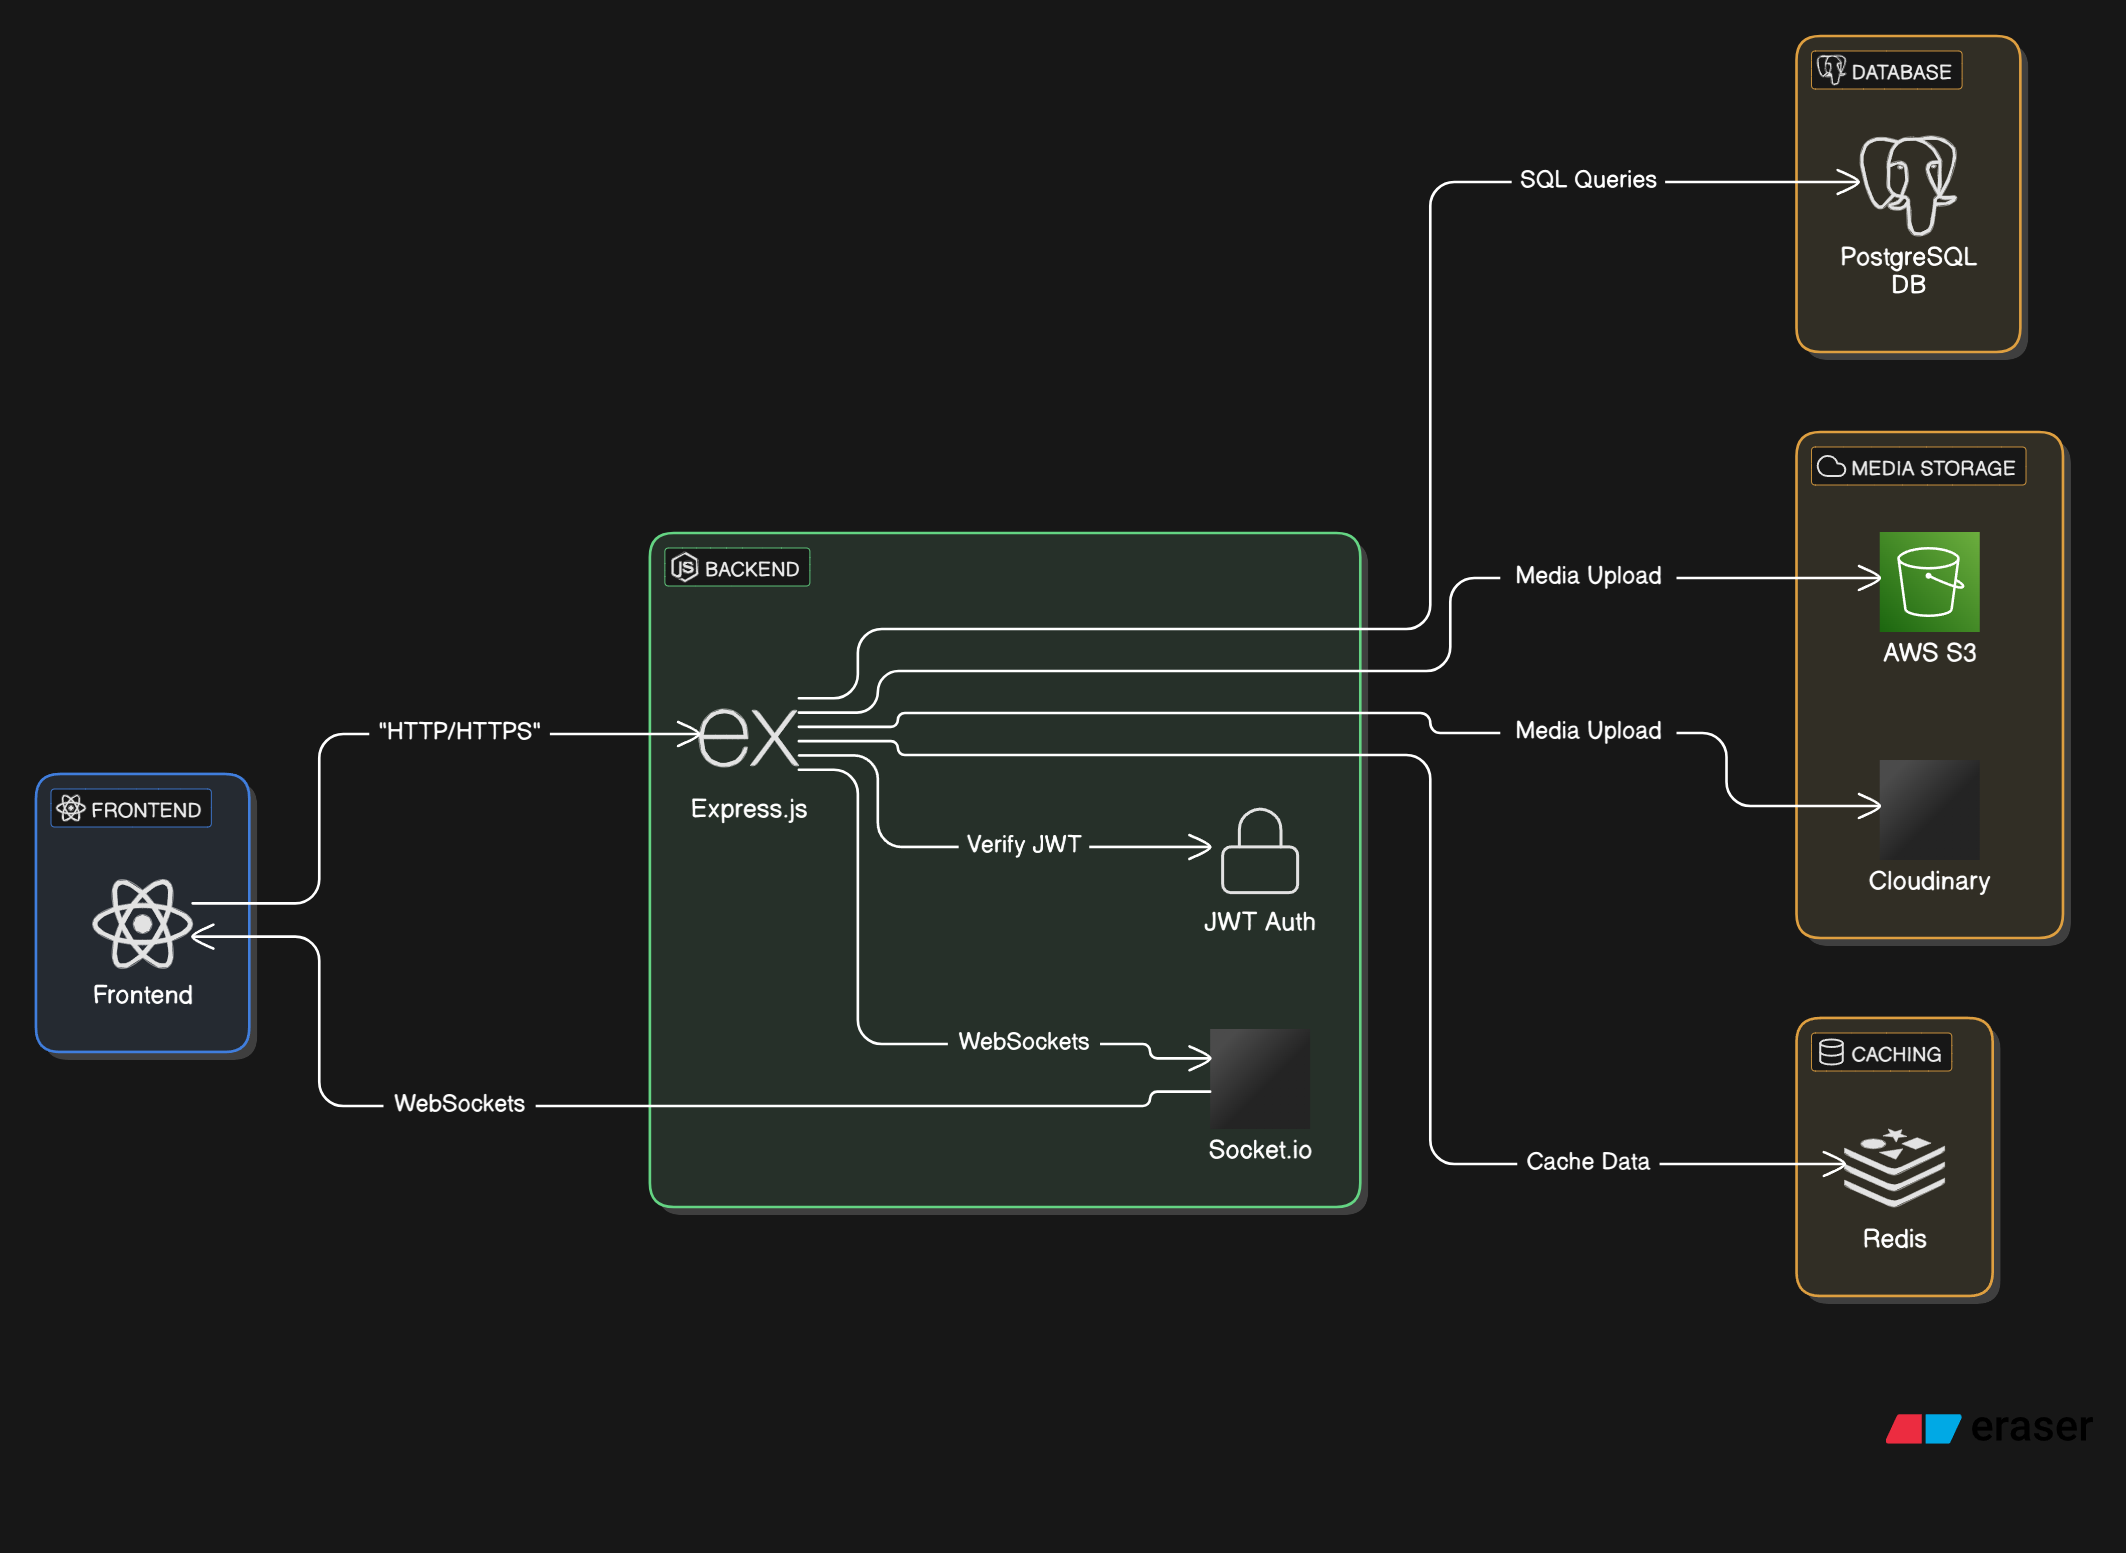 DATABASE
SQL Queries
PostgreSQL
DB
MEDIA STORAGE
Media Upload
AWS S3
Media Upload
Cloudinary
JS BACKEND
"HTTP/HTTPS"
ex
Express.js
Verify JWT
JWT Auth
WebSockets
Socket.io
FRONTEND
Frontend
WebSockets
CACHING
Cache Data
Redis
eraser